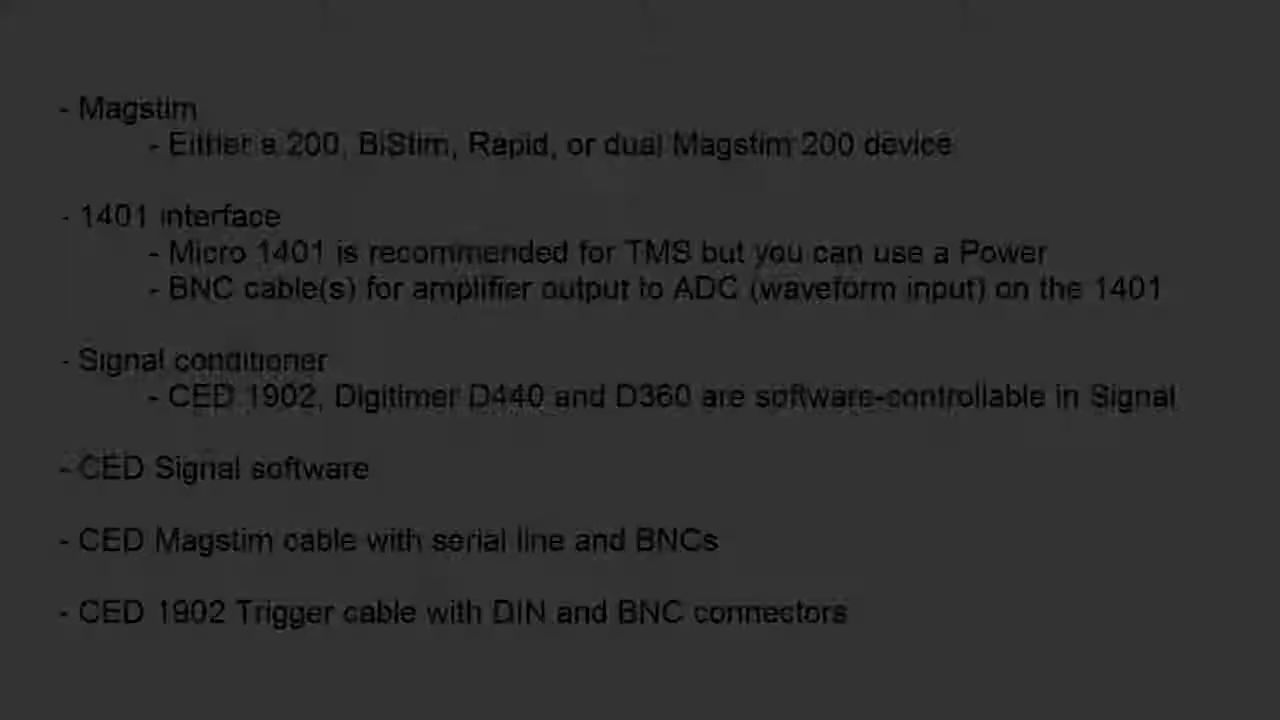 - Magstim
- Either a 200, BiStim, Rapid, or dual Magstim 200 device
- 1401 interface
- Micro 1401 is recommended for TMS but you can use a Power
- BNC cable(s) for amplifier output to ADC (waveform input) on the 1401
- Signal conditioner
- CED 1902, Digitimer D440 and D360 are software-controllable in Signal
- CED Signal software
- CED Magstim cable with serial line and BNCs
- CED 1902 Trigger cable with DIN and BNC connectors